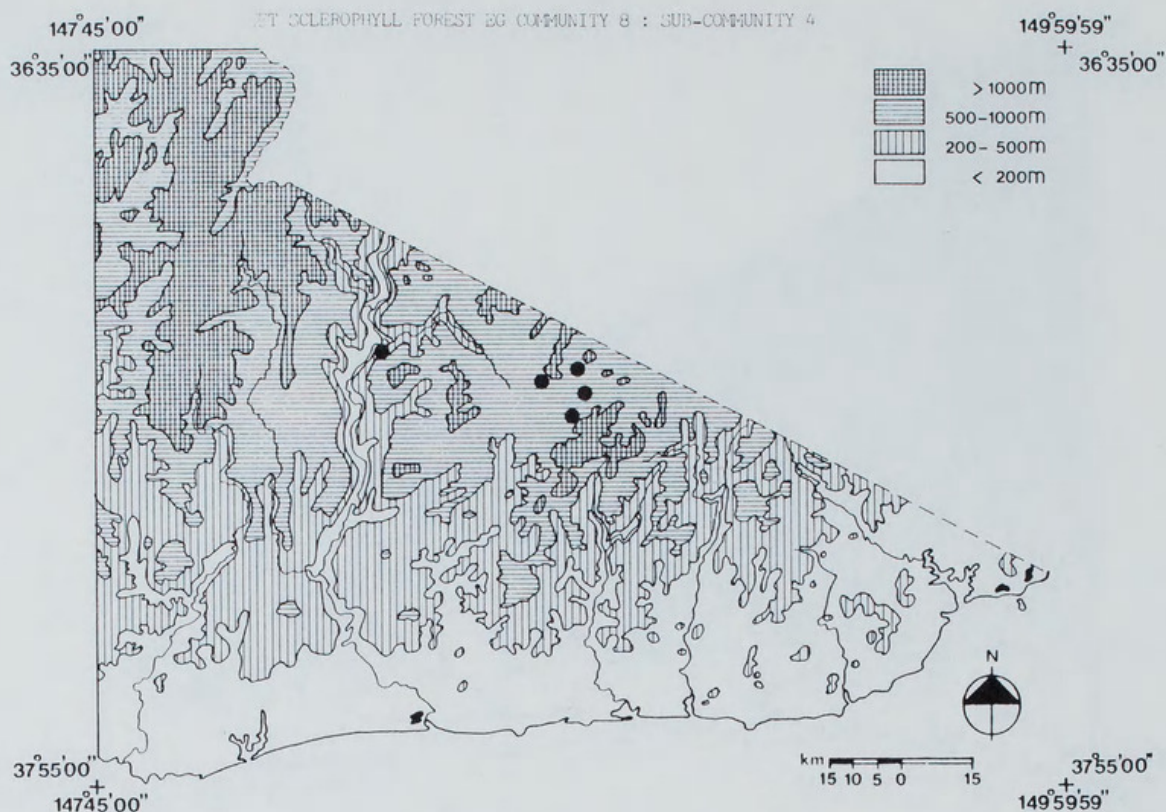 ET SCLEROPHYLL FOREST EG COMMUNITY 8 : SUB-COMMUNITY 4
147°45'00"
36°35'00"
149°59'59"
36°35'00"
> 1000m
500-1000m
200-500m
< 200m
N
km
15 10 5 0 15
37°55'00"
147°45'00"
37°55'00"
149°59'59"